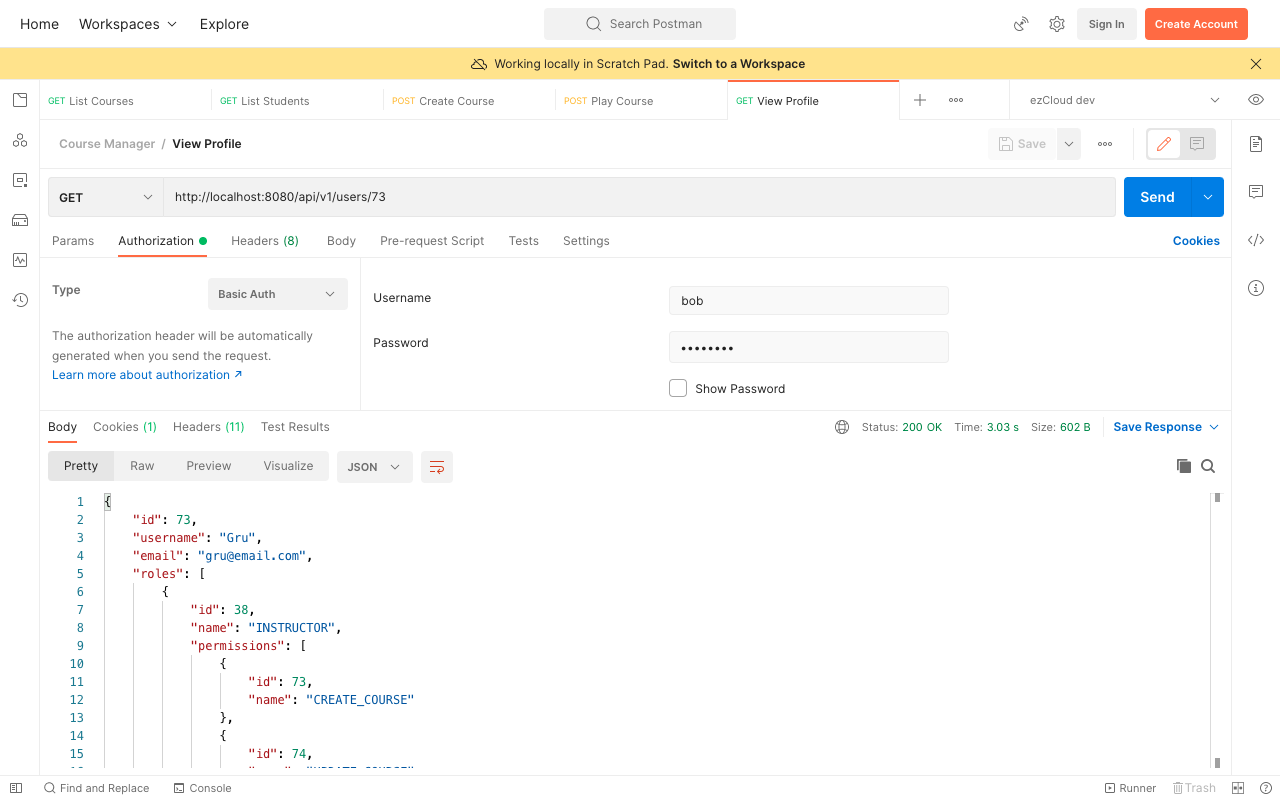 Home Workspaces Explore Search Postman Sign In Create Account
Working locally in Scratch Pad. Switch to a Workspace
GET List Courses GET List Students POST Create Course POST Play Course GET View Profile ezCloud dev
Course Manager / View Profile Save
GET http://localhost:8080/api/v1/users/73 Send
Params Authorization Headers (8) Body Pre-request Script Tests Settings Cookies
Type Basic Auth
The authorization header will be automatically
generated when you send the request.
Learn more about authorization ↗
Username bob
Password ••••••••
Show Password
Body Cookies (1) Headers (11) Test Results Status: 200 OK Time: 3.03 s Size: 602 B Save Response
Pretty Raw Preview Visualize JSON
1 {
2 "id": 73,
3 "username": "Gru",
4 "email": "gru@email.com",
5 "roles": [
6 {
7 "id": 38,
8 "name": "INSTRUCTOR",
9 "permissions": [
10 {
11 "id": 73,
12 "name": "CREATE_COURSE"
13 },
14 {
15 "id": 74,
Find and Replace Console Runner Trash